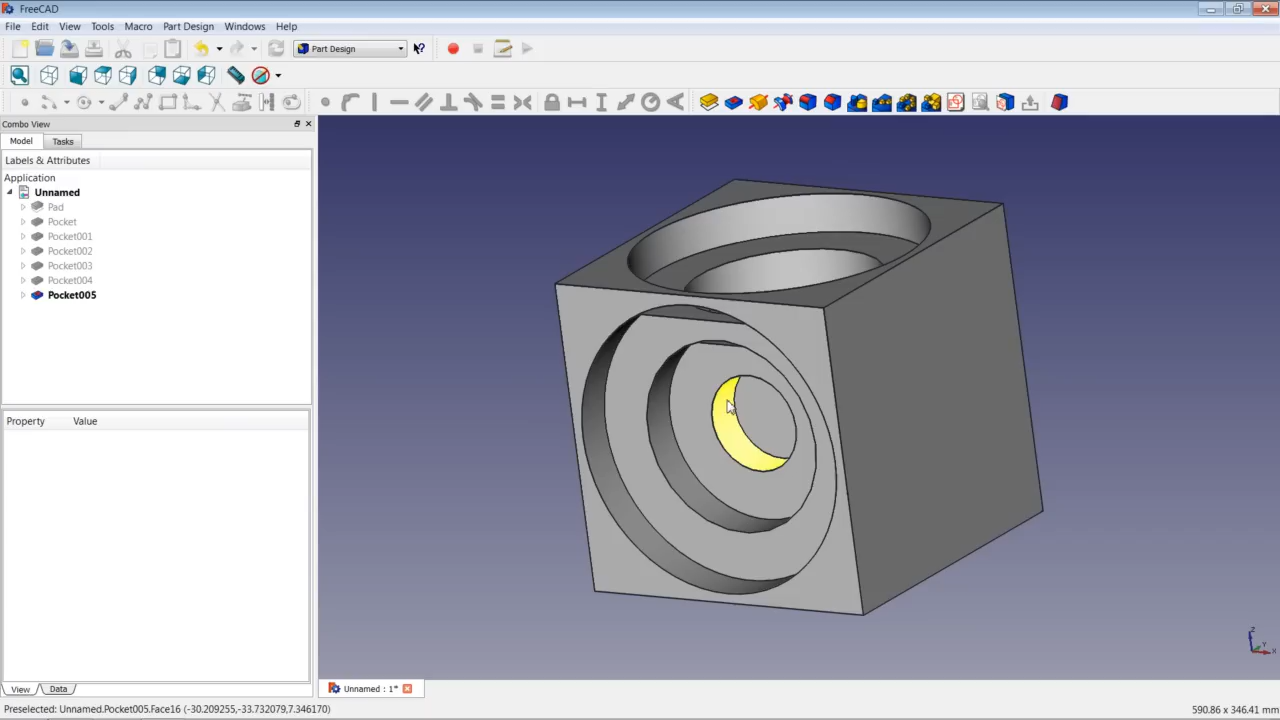 FreeCAD
File Edit View Tools Macro Part Design Windows Help
Part Design
Combo View
Model Tasks
Labels & Attributes
Application
Unnamed
Pad
Pocket
Pocket001
Pocket002
Pocket003
Pocket004
Pocket005
Property Value
View Data
Unnamed : 1*
Z
Y
X
Preselected: Unnamed.Pocket005.Face16 (-30.209255,-33.732079,7.346170)
590.86 x 346.41 mm